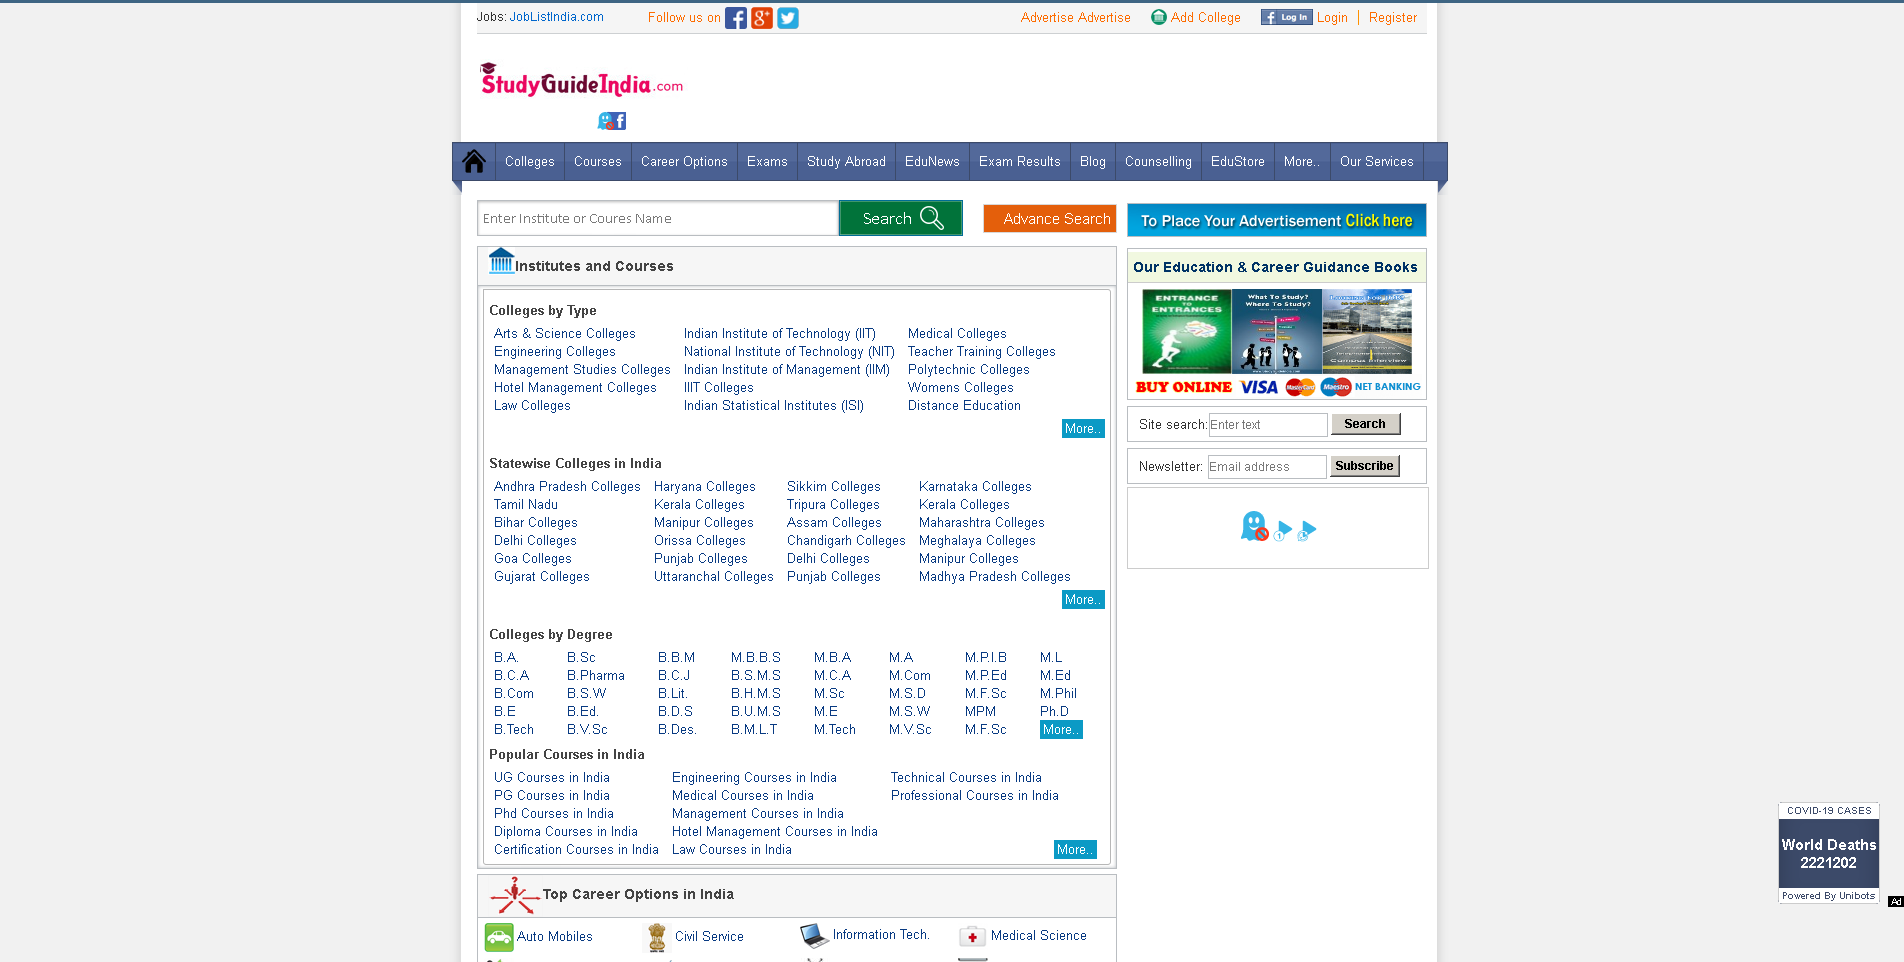 Jobs: JobListIndia.com
Follow us on
Advertise Advertise
Add College
Log In
Login | Register
StudyGuideIndia.com
Colleges
Courses
Career Options
Exams
Study Abroad
EduNews
Exam Results
Blog
Counselling
EduStore
More..
Our Services
Enter Institute or Coures Name
Search
Advance Search
To Place Your Advertisement Click here
Institutes and Courses
Colleges by Type
Arts & Science Colleges
Indian Institute of Technology (IIT)
Medical Colleges
Engineering Colleges
National Institute of Technology (NIT)
Teacher Training Colleges
Management Studies Colleges
Indian Institute of Management (IIM)
Polytechnic Colleges
Hotel Management Colleges
IIIT Colleges
Womens Colleges
Law Colleges
Indian Statistical Institutes (ISI)
Distance Education
More..
Statewise Colleges in India
Andhra Pradesh Colleges
Haryana Colleges
Sikkim Colleges
Karnataka Colleges
Tamil Nadu
Kerala Colleges
Tripura Colleges
Kerala Colleges
Bihar Colleges
Manipur Colleges
Assam Colleges
Maharashtra Colleges
Delhi Colleges
Orissa Colleges
Chandigarh Colleges
Meghalaya Colleges
Goa Colleges
Punjab Colleges
Delhi Colleges
Manipur Colleges
Gujarat Colleges
Uttaranchal Colleges
Punjab Colleges
Madhya Pradesh Colleges
More..
Colleges by Degree
B.A. B.Sc B.B.M M.B.B.S M.B.A M.A M.P.I.B M.L
B.C.A B.Pharma B.C.J B.S.M.S M.C.A M.Com M.P.Ed M.Ed
B.Com B.S.W B.Lit. B.H.M.S M.Sc M.S.D M.F.Sc M.Phil
B.E B.Ed. B.D.S B.U.M.S M.E M.S.W MPM Ph.D
B.Tech B.V.Sc B.Des. B.M.L.T M.Tech M.V.Sc M.F.Sc More..
Popular Courses in India
UG Courses in India
Engineering Courses in India
Technical Courses in India
PG Courses in India
Medical Courses in India
Professional Courses in India
Phd Courses in India
Management Courses in India
Diploma Courses in India
Hotel Management Courses in India
Certification Courses in India
Law Courses in India
More..
Top Career Options in India
Auto Mobiles
Civil Service
Information Tech.
Medical Science
Our Education & Career Guidance Books
ENTRANCE
TO
ENTRANCES
What To Study?
Where To Study?
Campus Interview
BUY ONLINE VISA MasterCard Maestro NET BANKING
Site search: Enter text Search
Newsletter: Email address Subscribe
COVID-19 CASES
World Deaths
2221202
Powered By Unibots
Ad